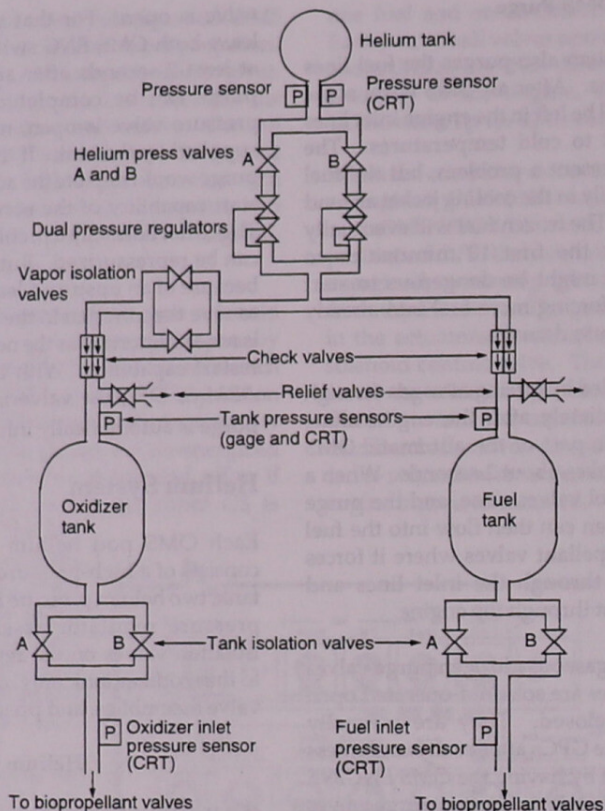 Helium tank
Pressure sensor
P
P
Pressure sensor
(CRT)
Helium press valves
A and B
A
B
Dual pressure regulators
Vapor isolation
valves
Check valves
Relief valves
P
Tank pressure sensors
(gage and CRT)
P
Oxidizer
tank
Fuel
tank
A
B
Tank isolation valves
A
B
P
Oxidizer inlet
pressure sensor
(CRT)
Fuel inlet
pressure sensor
(CRT)
P
To biopropellant valves
To biopropellant valves